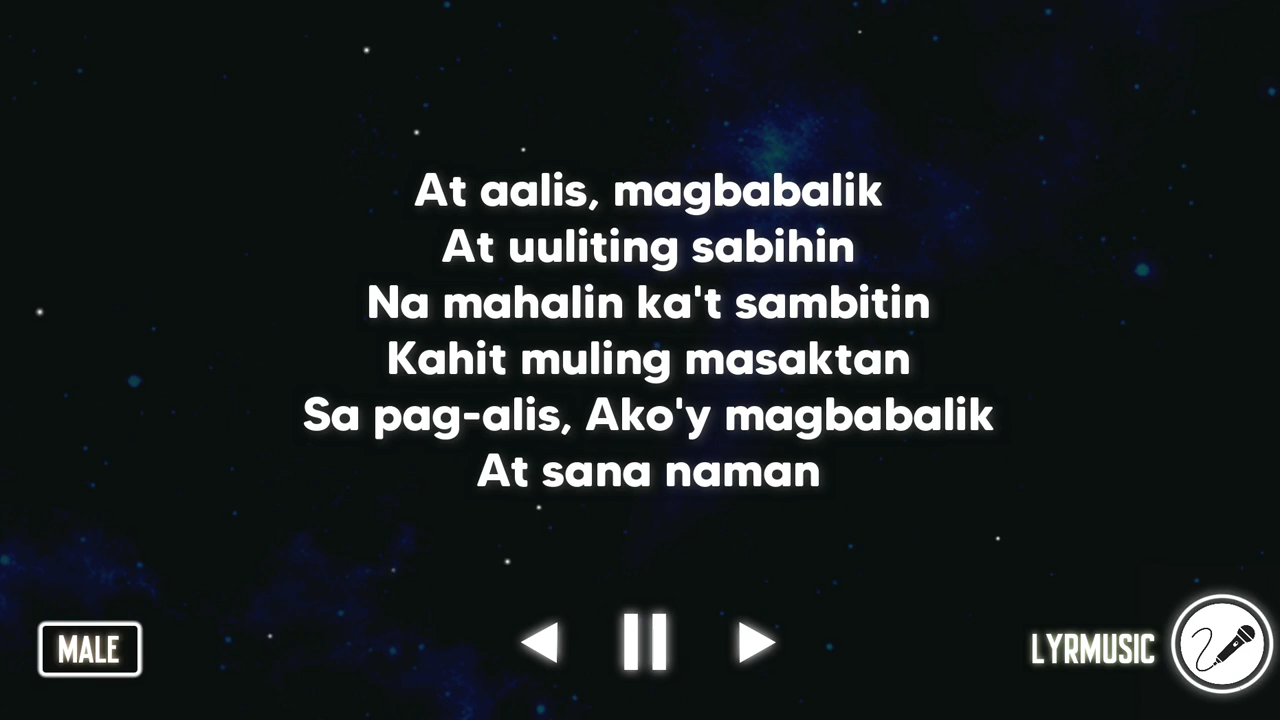 At aalis, magbabalik
At uuliting sabihin
Na mahalin ka't sambitin
Kahit muling masaktan
Sa pag-alis, Ako'y magbabalik
At sana naman
MALE
LYRMUSIC